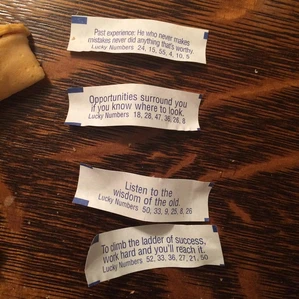 Past experience: He who never makes
mistakes never did anything that's worthy.
Lucky Numbers 24, 15, 55, 4, 10, 5
Opportunities surround you
if you know where to look.
Lucky Numbers 18, 28, 47, 36, 26, 8
Listen to the
wisdom of the old.
Lucky Numbers 50, 33, 9, 25, 8, 26
To climb the ladder of success,
work hard and you'll reach it.
Lucky Numbers 52, 33, 36, 27, 21, 50